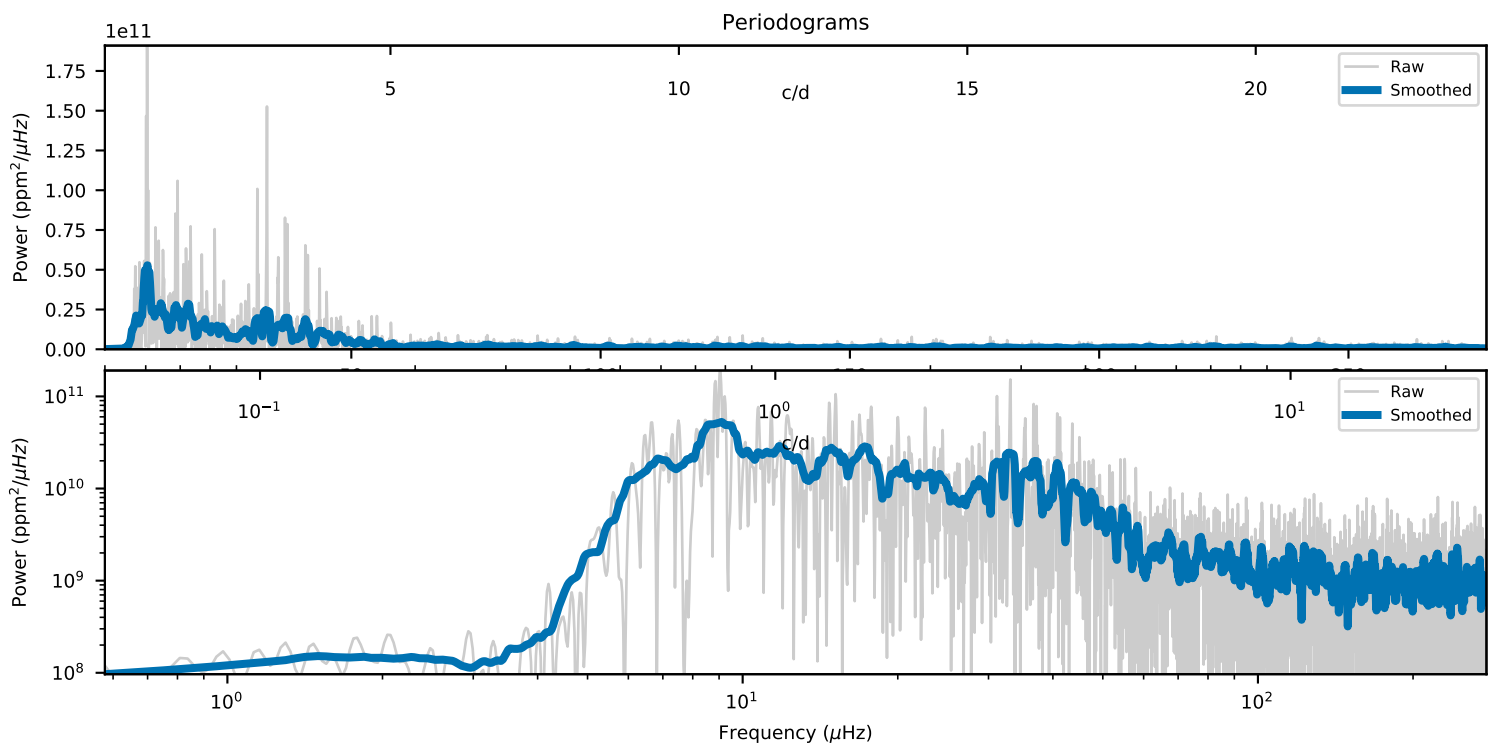 Periodograms
1e11
5 10 15 20
c/d
Raw
Smoothed
1.75
1.50
1.25
1.00
0.75
0.50
0.25
0.00
Power (ppm²/μHz)
10⁻¹ 10⁰ 10¹
c/d
Raw
Smoothed
10¹¹
10¹⁰
10⁹
10⁸
Power (ppm²/μHz)
10⁰ 10¹ 10²
Frequency (μHz)